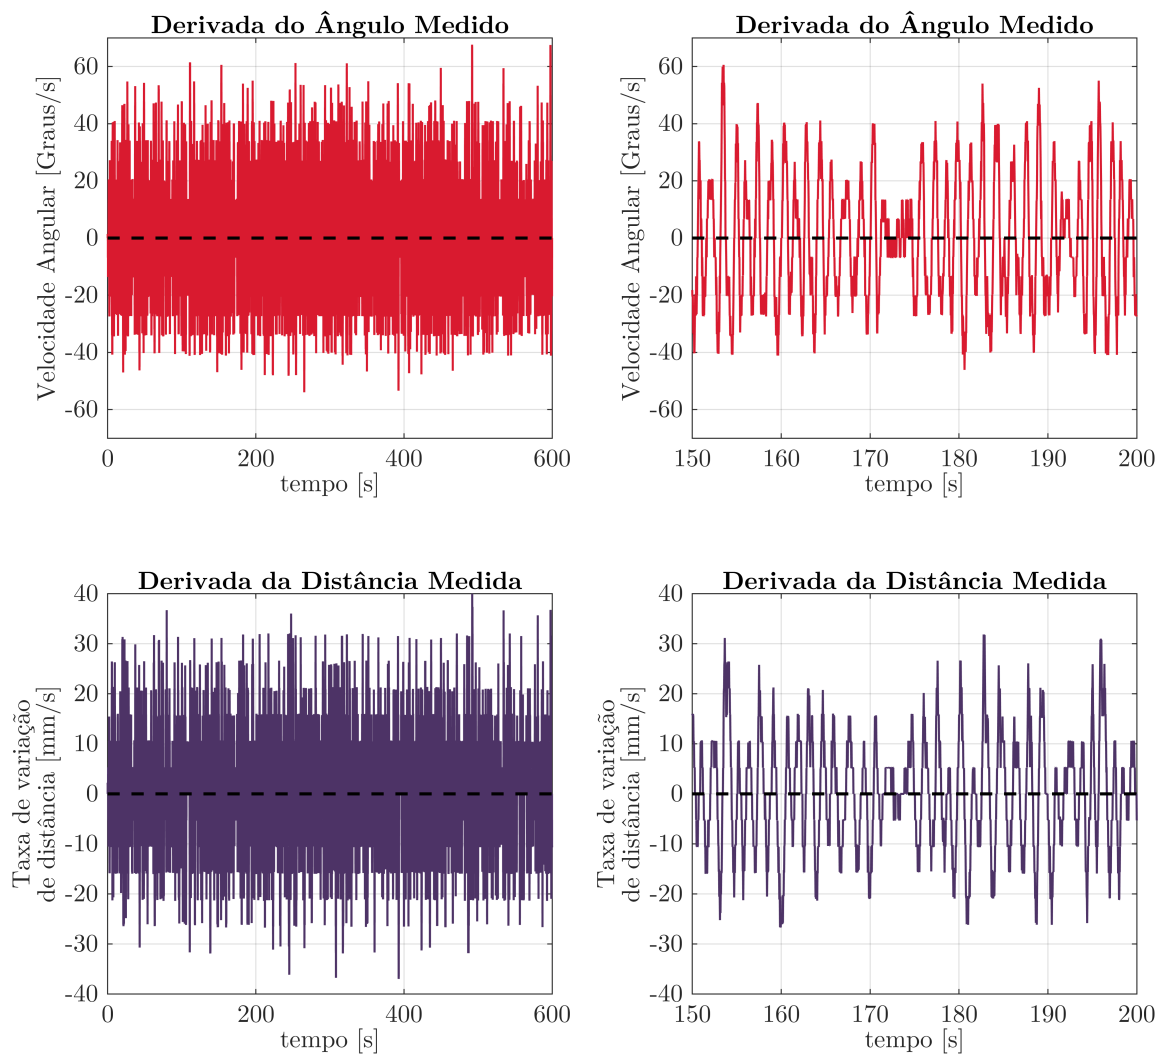 Derivada do Ângulo Medido
Velocidade Angular [Graus/s]
60
40
20
0
-20
-40
-60
0 200 400 600
tempo [s]
Derivada do Ângulo Medido
Velocidade Angular [Graus/s]
60
40
20
0
-20
-40
-60
150 160 170 180 190 200
tempo [s]
Derivada da Distância Medida
Taxa de variação
de distância [mm/s]
40
30
20
10
0
-10
-20
-30
-40
0 200 400 600
tempo [s]
Derivada da Distância Medida
Taxa de variação
de distância [mm/s]
40
30
20
10
0
-10
-20
-30
-40
150 160 170 180 190 200
tempo [s]